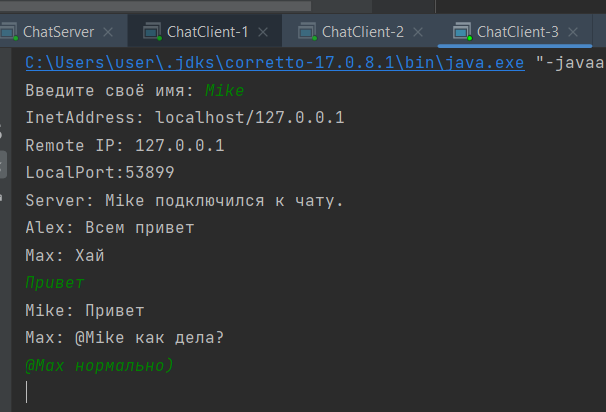 ChatServer ChatClient-1 ChatClient-2 ChatClient-3
C:\Users\user\.jdks\corretto-17.0.8.1\bin\java.exe "-javaa
Введите своё имя: Mike
InetAddress: localhost/127.0.0.1
Remote IP: 127.0.0.1
LocalPort:53899
Server: Mike подключился к чату.
Alex: Всем привет
Max: Хай
Привет
Mike: Привет
Max: @Mike как дела?
@Max нормально)